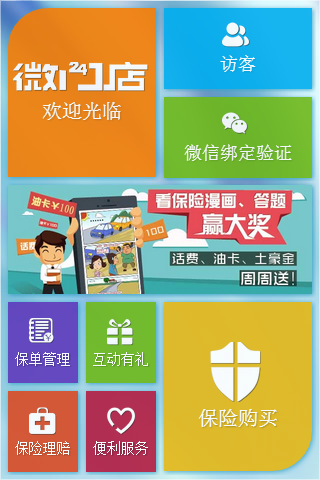 微门店
24
欢迎光临
访客
微信绑定验证
油卡￥100
话费
100
看保险漫画、答题
赢大奖
话费、油卡、土豪金
周周送!
保单管理
互动有礼
保险理赔
便利服务
保险购买